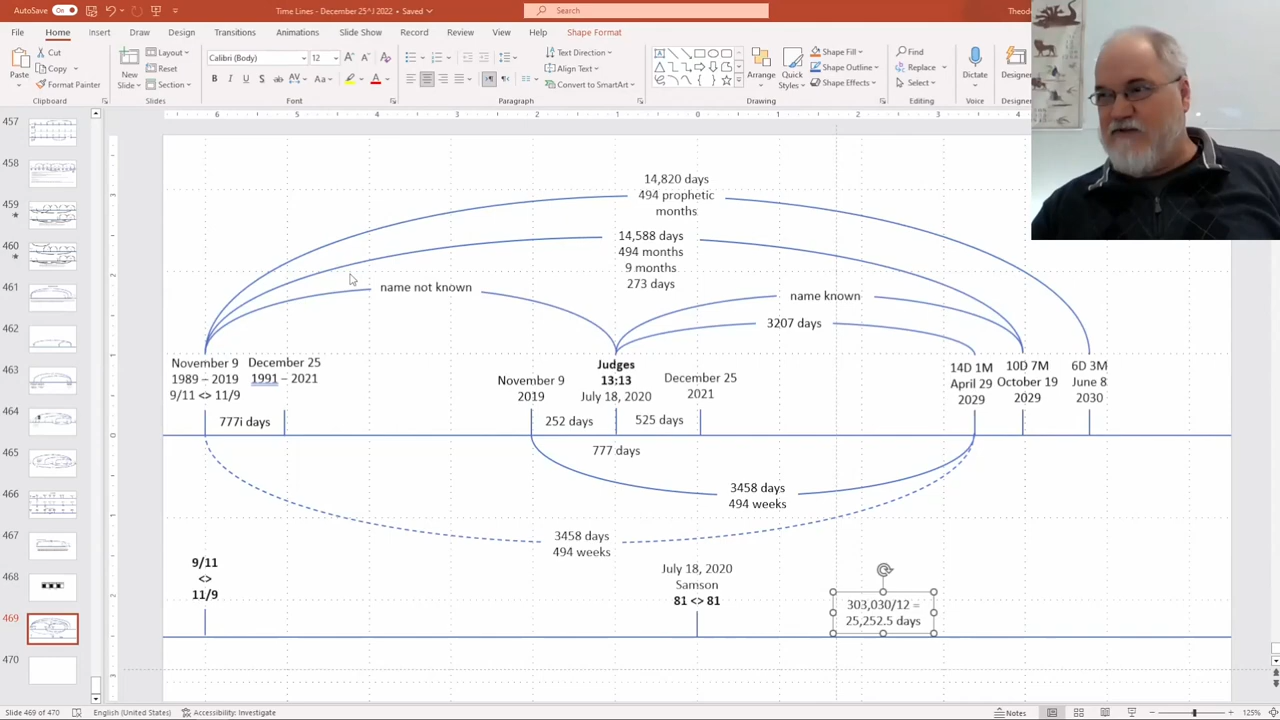 AutoSave On
Time Lines - December 25^J 2022 • Saved
Search
Theodo
File Home Insert Draw Design Transitions Animations Slide Show Record Review View Help Shape Format
Cut
Copy
Format Painter
Clipboard
New
Slide
Layout
Reset
Section
Slides
Calibri (Body) 12
Font
Text Direction
Align Text
Convert to SmartArt
Paragraph
Arrange
Quick
Styles
Shape Fill
Shape Outline
Shape Effects
Drawing
Find
Replace
Select
Editing
Dictate
Voice
Designer
Designe
457
458
460
461
462
464
465
466
467
470
14,820 days
494 prophetic
months
14,588 days
494 months
9 months
273 days
name not known
name known
3207 days
November 9
1989 – 2019
9/11 <> 11/9
December 25
1991 – 2021
777i days
November 9
2019
Judges
13:13
July 18, 2020
December 25
2021
252 days
525 days
777 days
14D 1M
April 29
2029
10D 7M
October 19
2029
6D 3M
June 8
2030
3458 days
494 weeks
3458 days
494 weeks
9/11
<>
11/9
July 18, 2020
Samson
81 <> 81
303,030/12 =
25,252.5 days
Slide 469 of 470
English (United States)
Accessibility: Investigate
Notes
125%